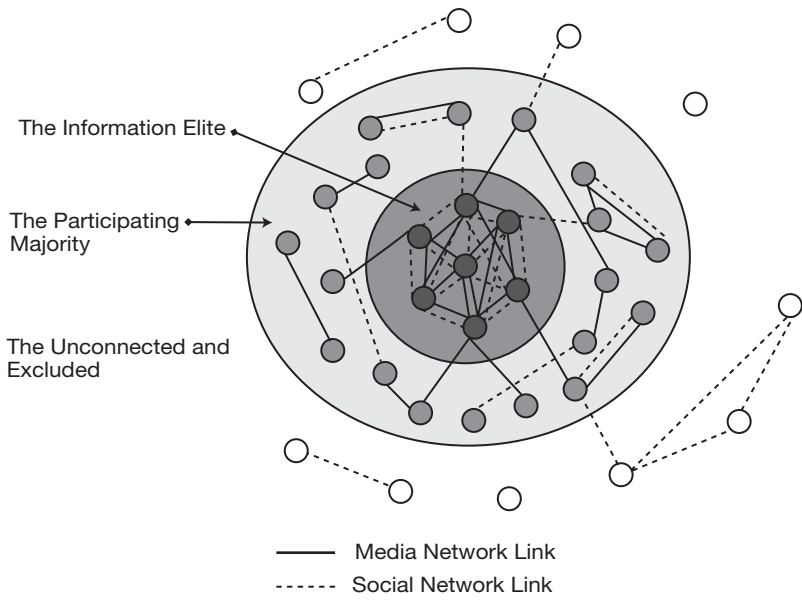 The Information Elite
The Participating
Majority
The Unconnected and
Excluded
Media Network Link
Social Network Link